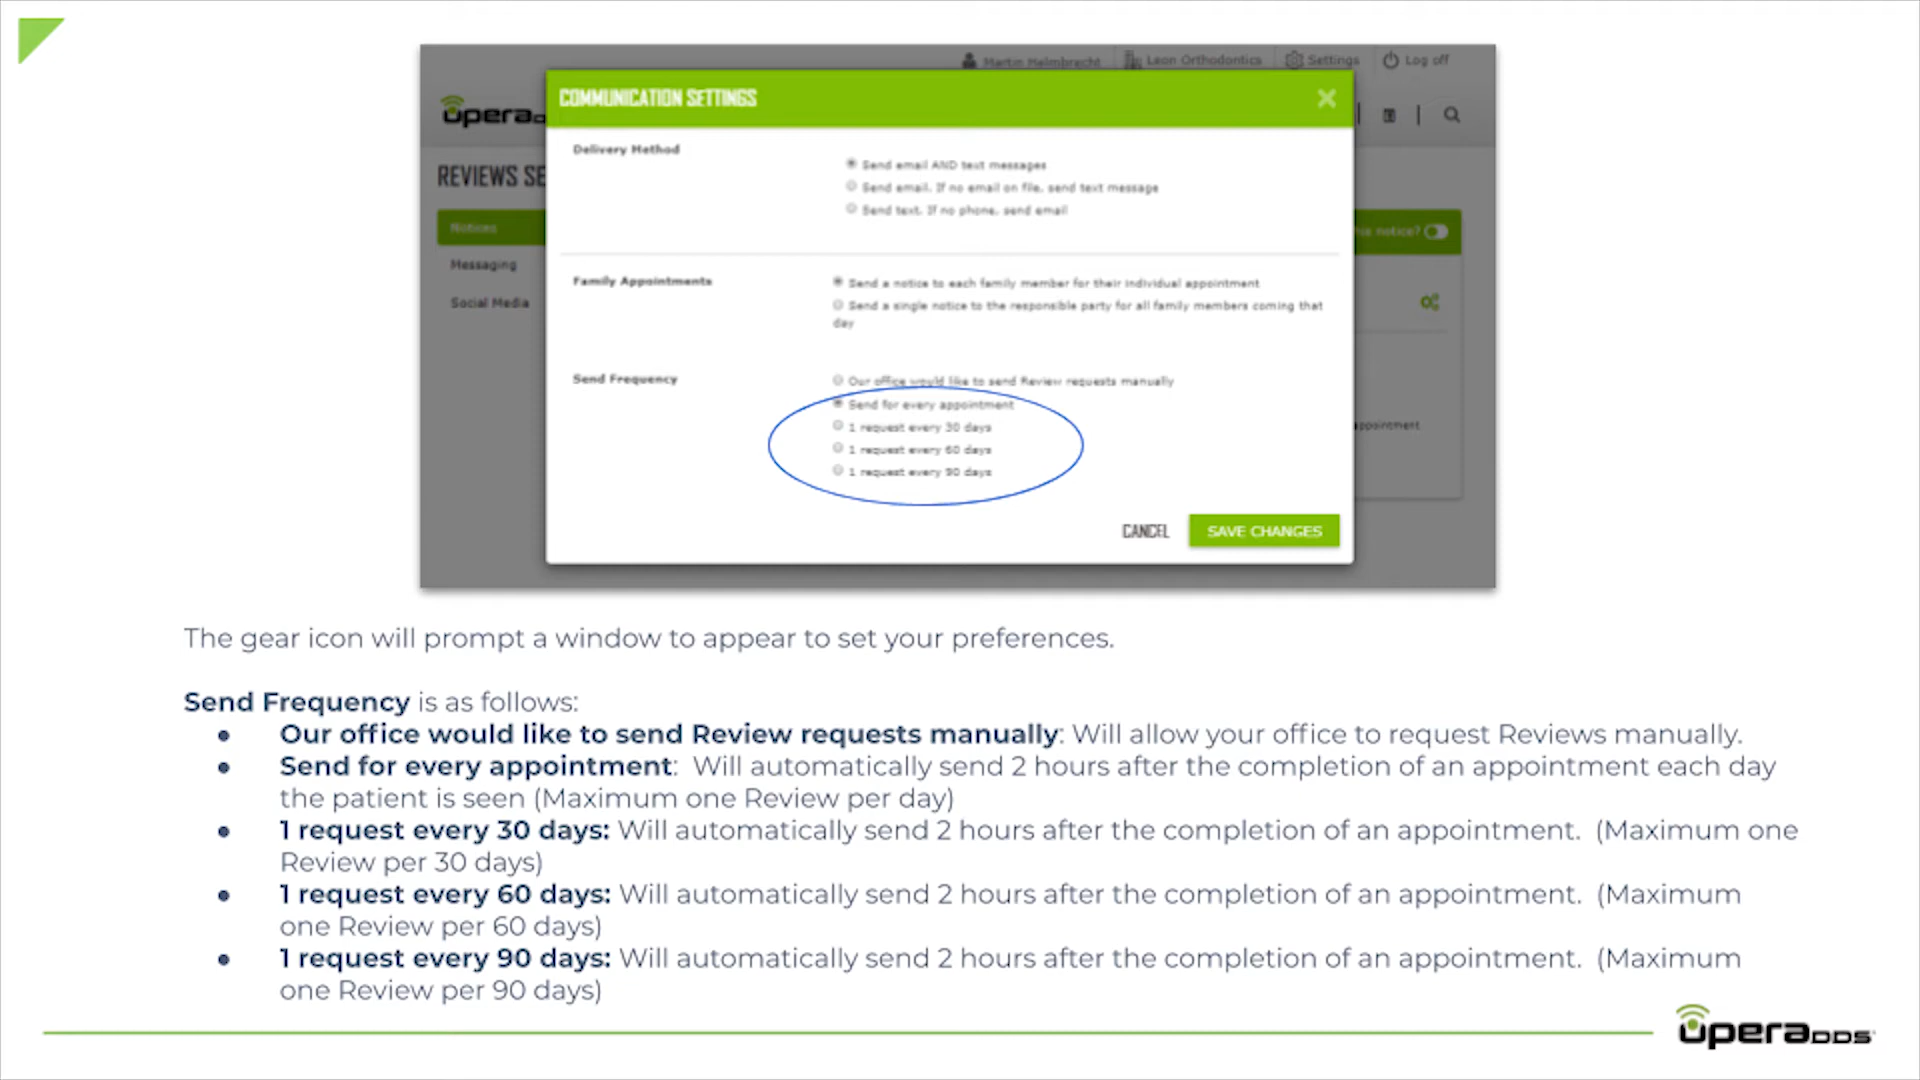 Martin Helmbrecht
Leon Orthodontics
Settings
Log off
COMMUNICATION SETTINGS
opera
REVIEWS SE
Notices
Messaging
Social Media
Delivery Method
Send email AND text messages
Send email. If no email on file, send text message
Send text. If no phone, send email
Family Appointments
Send a notice to each family member for their individual appointment
Send a single notice to the responsible party for all family members coming that
day
Send Frequency
Our office would like to send Review requests manually
Send for every appointment
1 request every 30 days
1 request every 60 days
1 request every 90 days
CANCEL
SAVE CHANGES
notice?
appointment
The gear icon will prompt a window to appear to set your preferences.
Send Frequency is as follows:
● Our office would like to send Review requests manually: Will allow your office to request Reviews manually.
● Send for every appointment: Will automatically send 2 hours after the completion of an appointment each day
the patient is seen (Maximum one Review per day)
● 1 request every 30 days: Will automatically send 2 hours after the completion of an appointment. (Maximum one
Review per 30 days)
● 1 request every 60 days: Will automatically send 2 hours after the completion of an appointment. (Maximum
one Review per 60 days)
● 1 request every 90 days: Will automatically send 2 hours after the completion of an appointment. (Maximum
one Review per 90 days)
operaDDS